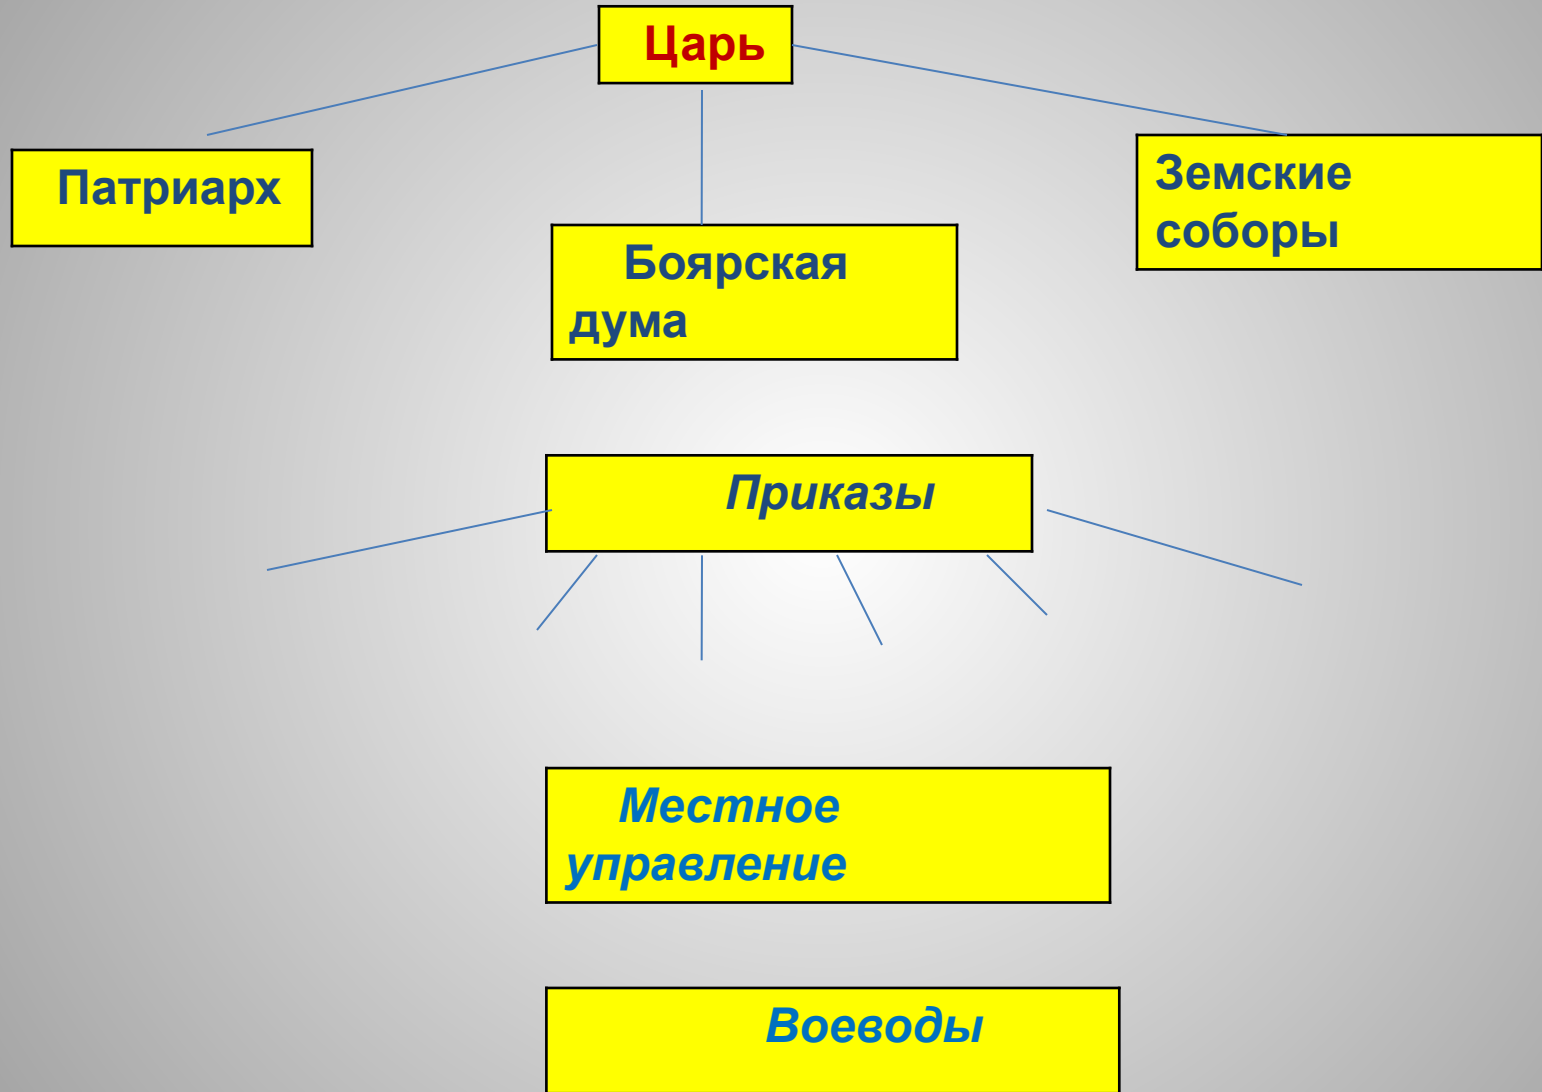 Царь
Патриарх
Земские
соборы
Боярская
дума
Приказы
Местное
управление
Воеводы